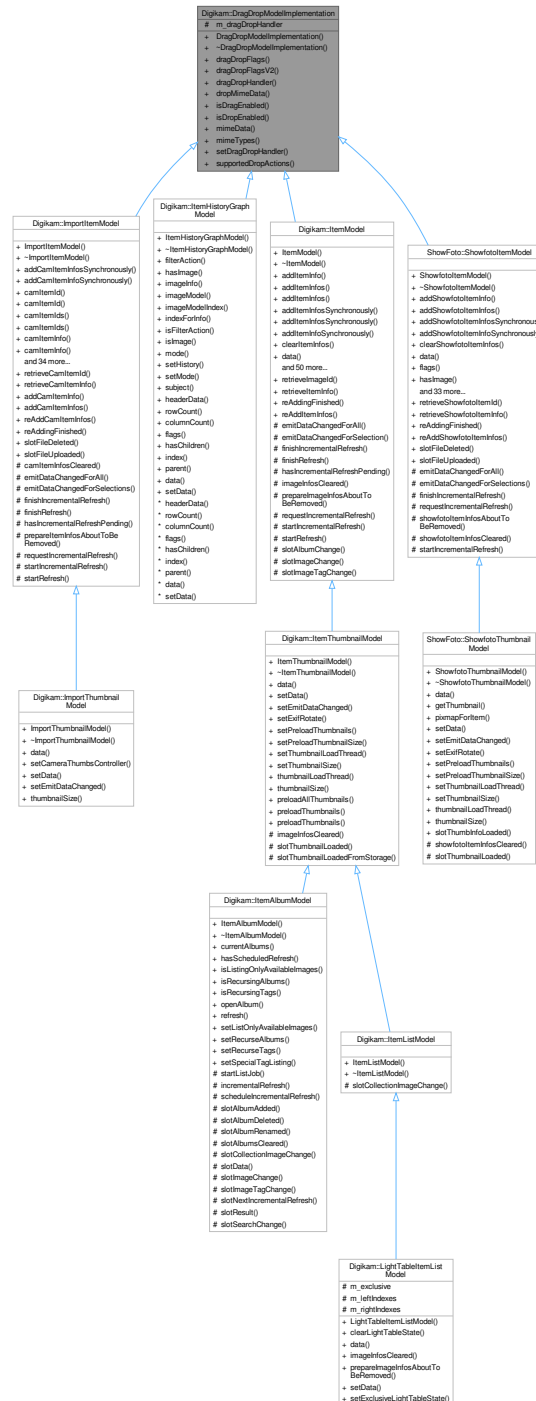 Digikam::DragDropModelImplementation
# m_dragDropHandler
+ DragDropModelImplementation()
+ ~DragDropModelImplementation()
+ dragDropFlags()
+ dragDropFlagsV2()
+ dragDropHandler()
+ dropMimeData()
+ isDragEnabled()
+ isDropEnabled()
+ mimeData()
+ mimeTypes()
+ setDragDropHandler()
+ supportedDropActions()
Digikam::ImportItemModel
+ ImportItemModel()
+ ~ImportItemModel()
+ addCamItemInfosSynchronously()
+ addCamItemInfoSynchronously()
+ camItemId()
+ camItemId()
+ camItemIds()
+ camItemIds()
+ camItemInfo()
+ camItemInfo()
and 34 more...
+ retrieveCamItemId()
+ retrieveCamItemInfo()
+ addCamItemInfo()
+ addCamItemInfos()
+ reAddCamItemInfos()
+ reAddingFinished()
+ slotFileDeleted()
+ slotFileUploaded()
# camItemInfosCleared()
# emitDataChangedForAll()
# emitDataChangedForSelections()
# finishIncrementalRefresh()
# finishRefresh()
# hasIncrementalRefreshPending()
# prepareItemInfosAboutToBe
Removed()
# requestIncrementalRefresh()
# startIncrementalRefresh()
# startRefresh()
Digikam::ItemHistoryGraph
Model
+ ItemHistoryGraphModel()
+ ~ItemHistoryGraphModel()
+ filterAction()
+ hasImage()
+ imageInfo()
+ imageModel()
+ imageModelIndex()
+ indexForInfo()
+ isFilterAction()
+ isImage()
+ mode()
+ setHistory()
+ setMode()
+ subject()
+ headerData()
+ rowCount()
+ columnCount()
+ flags()
+ hasChildren()
+ index()
+ parent()
+ data()
+ setData()
* headerData()
* rowCount()
* columnCount()
* flags()
* hasChildren()
* index()
* parent()
* data()
* setData()
Digikam::ItemModel
+ ItemModel()
+ ~ItemModel()
+ addItemInfo()
+ addItemInfos()
+ addItemInfos()
+ addItemInfosSynchronously()
+ addItemInfosSynchronously()
+ addItemInfoSynchronously()
+ clearItemInfos()
+ data()
and 50 more...
+ retrieveImageId()
+ retrieveItemInfo()
+ reAddingFinished()
+ reAddItemInfos()
# emitDataChangedForAll()
# emitDataChangedForSelection()
# finishIncrementalRefresh()
# finishRefresh()
# hasIncrementalRefreshPending()
# imageInfosCleared()
# prepareImageInfosAboutTo
BeRemoved()
# requestIncrementalRefresh()
# startIncrementalRefresh()
# startRefresh()
# slotAlbumChange()
# slotImageChange()
# slotImageTagChange()
ShowFoto::ShowfotoItemModel
+ ShowfotoItemModel()
+ ~ShowfotoItemModel()
+ addShowfotoItemInfo()
+ addShowfotoItemInfos()
+ addShowfotoItemInfosSynchronous
+ addShowfotoItemInfoSynchronously
+ clearShowfotoItemInfos()
+ data()
+ flags()
+ hasImage()
and 33 more...
+ retrieveShowfotoItemId()
+ retrieveShowfotoItemInfo()
+ reAddingFinished()
+ reAddShowfotoItemInfos()
+ slotFileDeleted()
+ slotFileUploaded()
# emitDataChangedForAll()
# emitDataChangedForSelections()
# finishIncrementalRefresh()
# requestIncrementalRefresh()
# showfotoItemInfosAboutTo
BeRemoved()
# showfotoItemInfosCleared()
# startIncrementalRefresh()
Digikam::ImportThumbnail
Model
+ ImportThumbnailModel()
+ ~ImportThumbnailModel()
+ data()
+ setCameraThumbsController()
+ setData()
+ setEmitDataChanged()
+ thumbnailSize()
Digikam::ItemThumbnailModel
+ ItemThumbnailModel()
+ ~ItemThumbnailModel()
+ data()
+ setData()
+ setEmitDataChanged()
+ setExifRotate()
+ setPreloadThumbnails()
+ setPreloadThumbnailSize()
+ setThumbnailLoadThread()
+ setThumbnailSize()
+ thumbnailLoadThread()
+ thumbnailSize()
+ preloadAllThumbnails()
+ preloadThumbnails()
+ preloadThumbnails()
# imageInfosCleared()
# slotThumbnailLoaded()
# slotThumbnailLoadedFromStorage()
ShowFoto::ShowfotoThumbnail
Model
+ ShowfotoThumbnailModel()
+ ~ShowfotoThumbnailModel()
+ data()
+ getThumbnail()
+ pixmapForItem()
+ setData()
+ setEmitDataChanged()
+ setExifRotate()
+ setPreloadThumbnails()
+ setPreloadThumbnailSize()
+ setThumbnailLoadThread()
+ setThumbnailSize()
+ thumbnailLoadThread()
+ thumbnailSize()
+ slotThumbInfoLoaded()
# showfotoItemInfosCleared()
# slotThumbnailLoaded()
Digikam::ItemAlbumModel
+ ItemAlbumModel()
+ ~ItemAlbumModel()
+ currentAlbums()
+ hasScheduledRefresh()
+ isListingOnlyAvailableImages()
+ isRecursingAlbums()
+ isRecursingTags()
+ openAlbum()
+ refresh()
+ setListOnlyAvailableImages()
+ setRecurseAlbums()
+ setRecurseTags()
+ setSpecialTagListing()
# startListJob()
# incrementalRefresh()
# scheduleIncrementalRefresh()
# slotAlbumAdded()
# slotAlbumDeleted()
# slotAlbumRenamed()
# slotAlbumsCleared()
# slotCollectionImageChange()
# slotData()
# slotImageChange()
# slotImageTagChange()
# slotNextIncrementalRefresh()
# slotResult()
# slotSearchChange()
Digikam::ItemListModel
+ ItemListModel()
+ ~ItemListModel()
# slotCollectionImageChange()
Digikam::LightTableItemList
Model
# m_exclusive
# m_leftIndexes
# m_rightIndexes
+ LightTableItemListModel()
+ clearLightTableState()
+ data()
+ imageInfosCleared()
+ prepareImageInfosAboutTo
BeRemoved()
+ setData()
+ setExclusiveLightTableState()